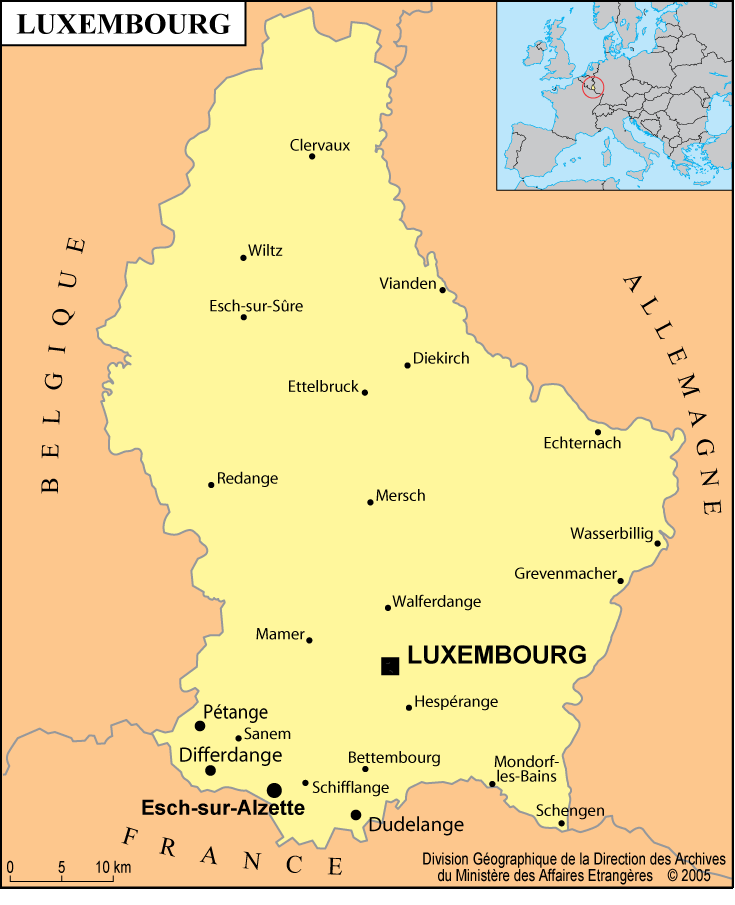 LUXEMBOURG
Clervaux
Wiltz
Vianden
Esch-sur-Sûre
Diekirch
Ettelbruck
Echternach
Redange
Mersch
Wasserbillig
Grevenmacher
Walferdange
Mamer
LUXEMBOURG
Hespérange
Pétange
Sanem
Differdange
Bettembourg
Mondorf-
les-Bains
Schifflange
Esch-sur-Alzette
Schengen
Dudelange
BELGIQUE
ALLEMAGNE
FRANCE
0 5 10 km
Division Géographique de la Direction des Archives
du Ministère des Affaires Etrangères © 2005